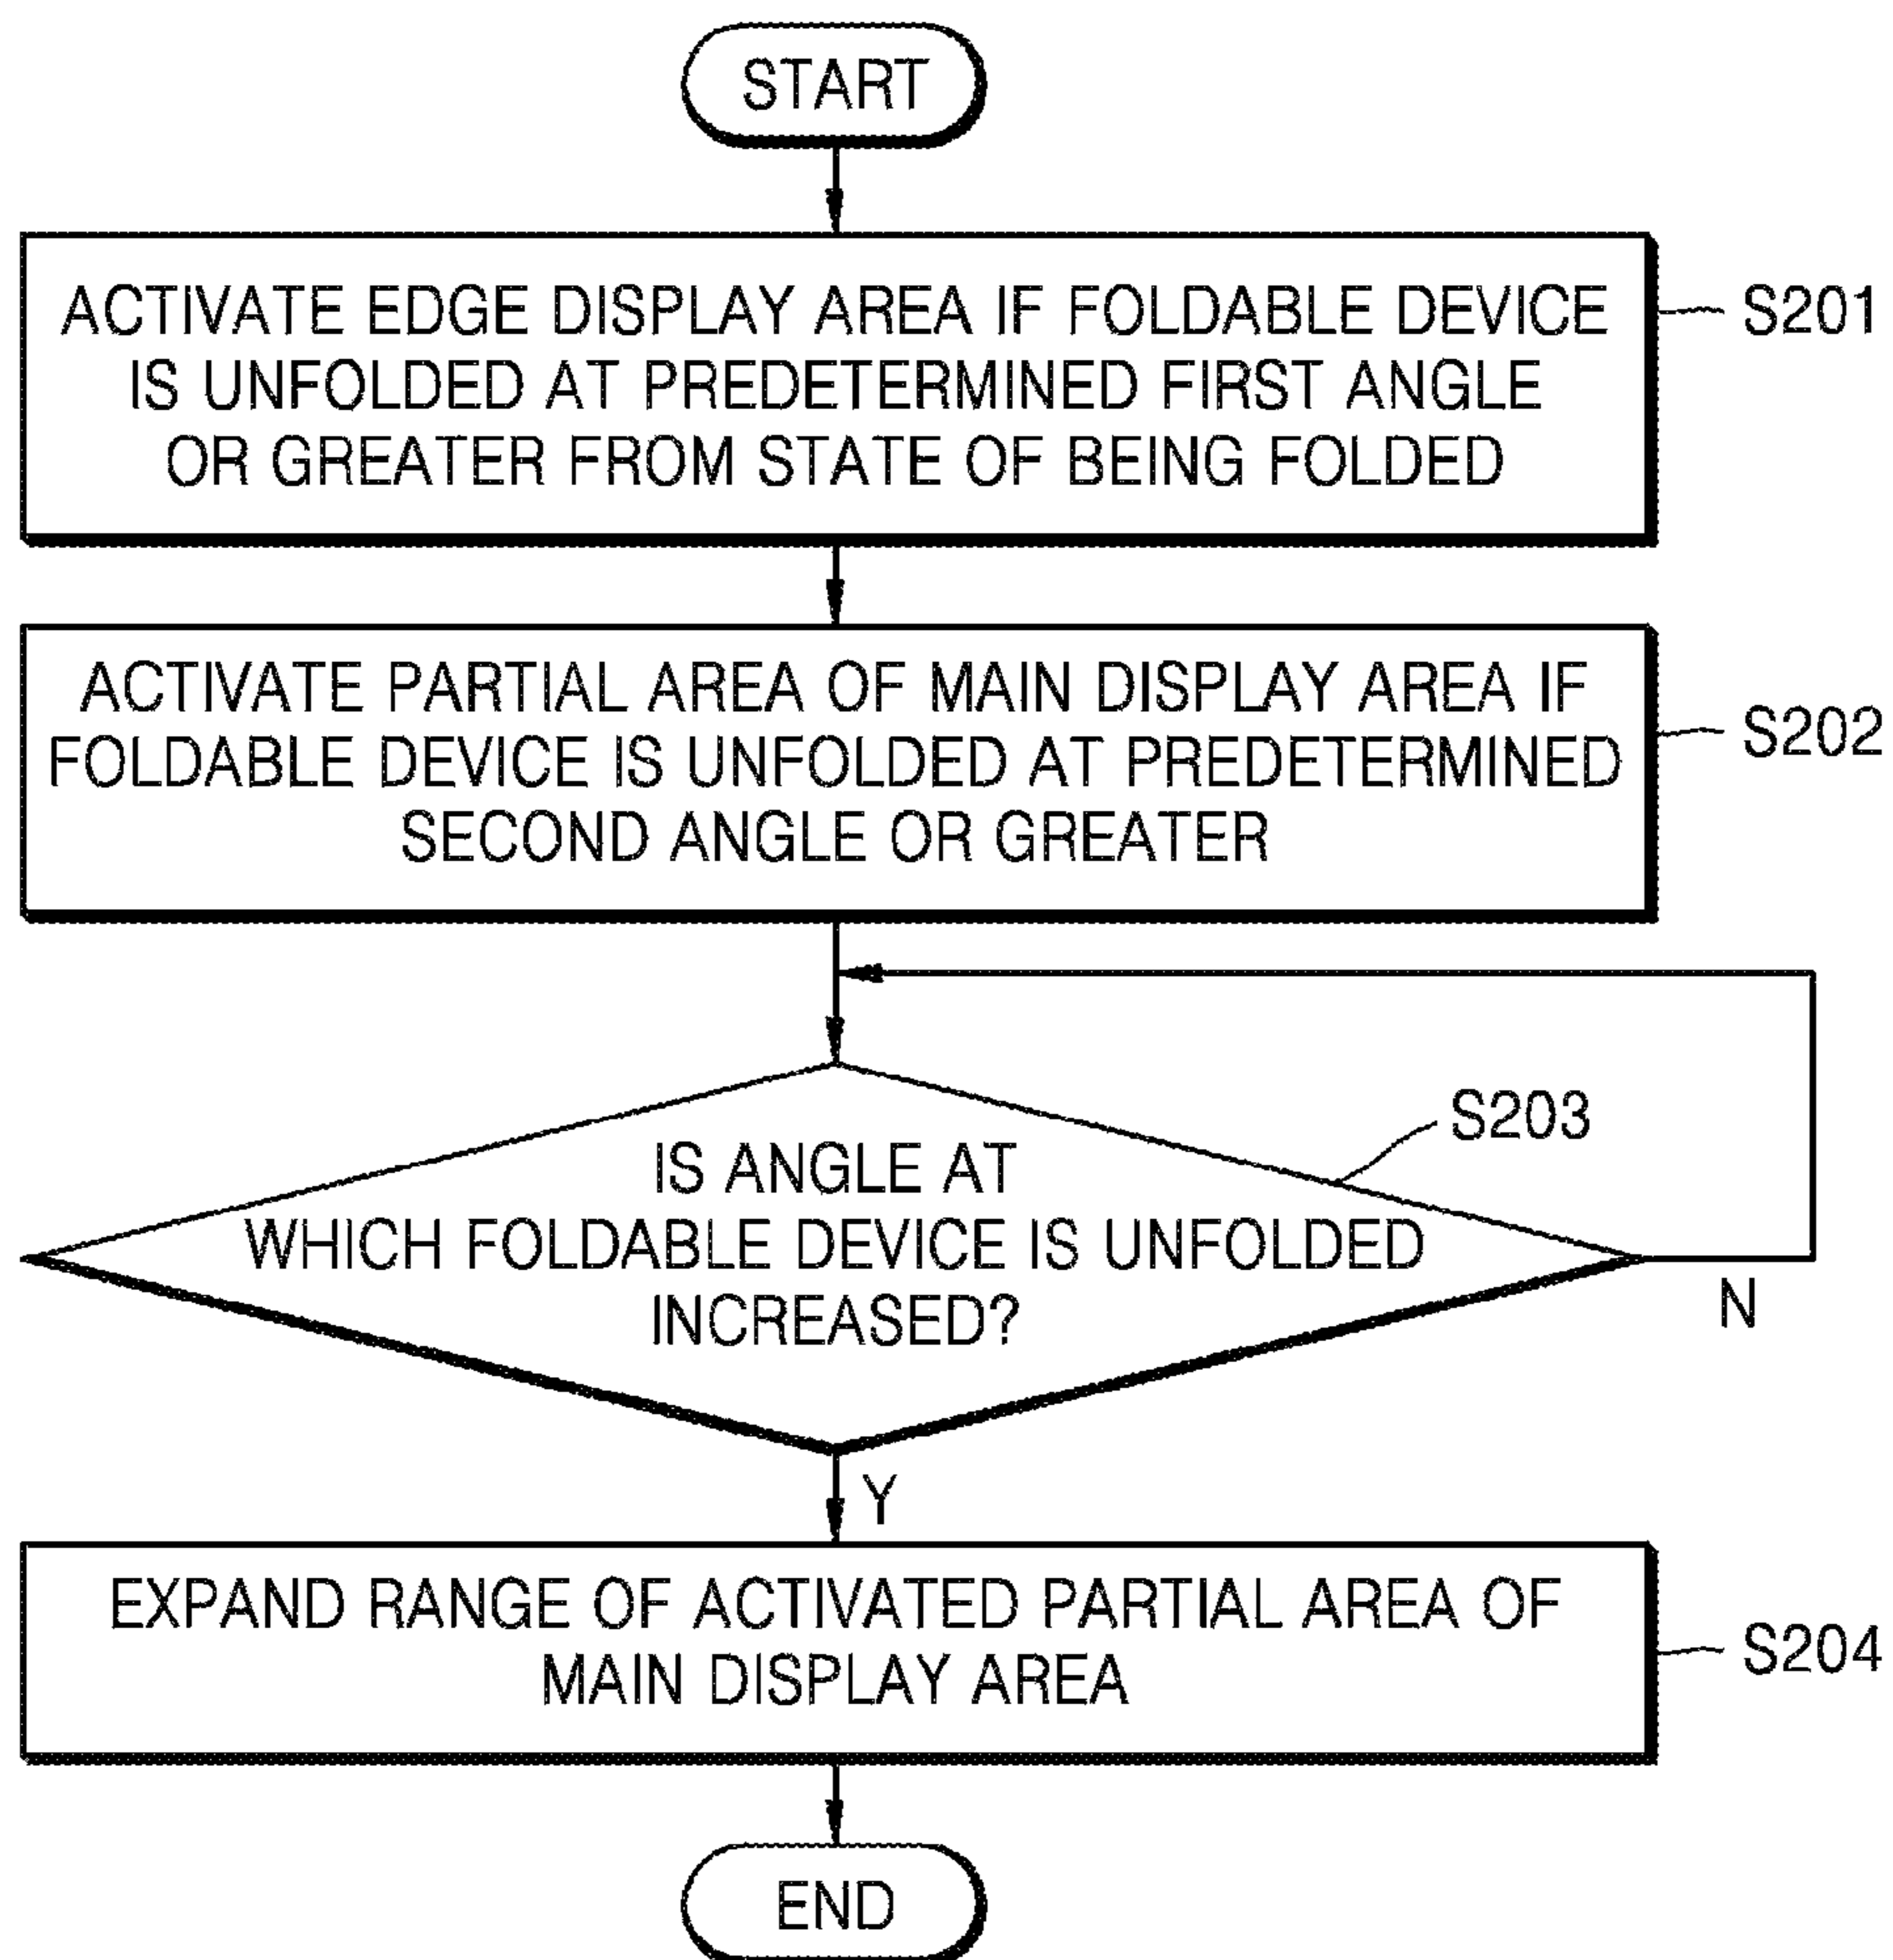 START
ACTIVATE EDGE DISPLAY AREA IF FOLDABLE DEVICE
IS UNFOLDED AT PREDETERMINED FIRST ANGLE
OR GREATER FROM STATE OF BEING FOLDED
S201
ACTIVATE PARTIAL AREA OF MAIN DISPLAY AREA IF
FOLDABLE DEVICE IS UNFOLDED AT PREDETERMINED
SECOND ANGLE OR GREATER
S202
S203
IS ANGLE AT
WHICH FOLDABLE DEVICE IS UNFOLDED
INCREASED?
N
Y
EXPAND RANGE OF ACTIVATED PARTIAL AREA OF
MAIN DISPLAY AREA
S204
END